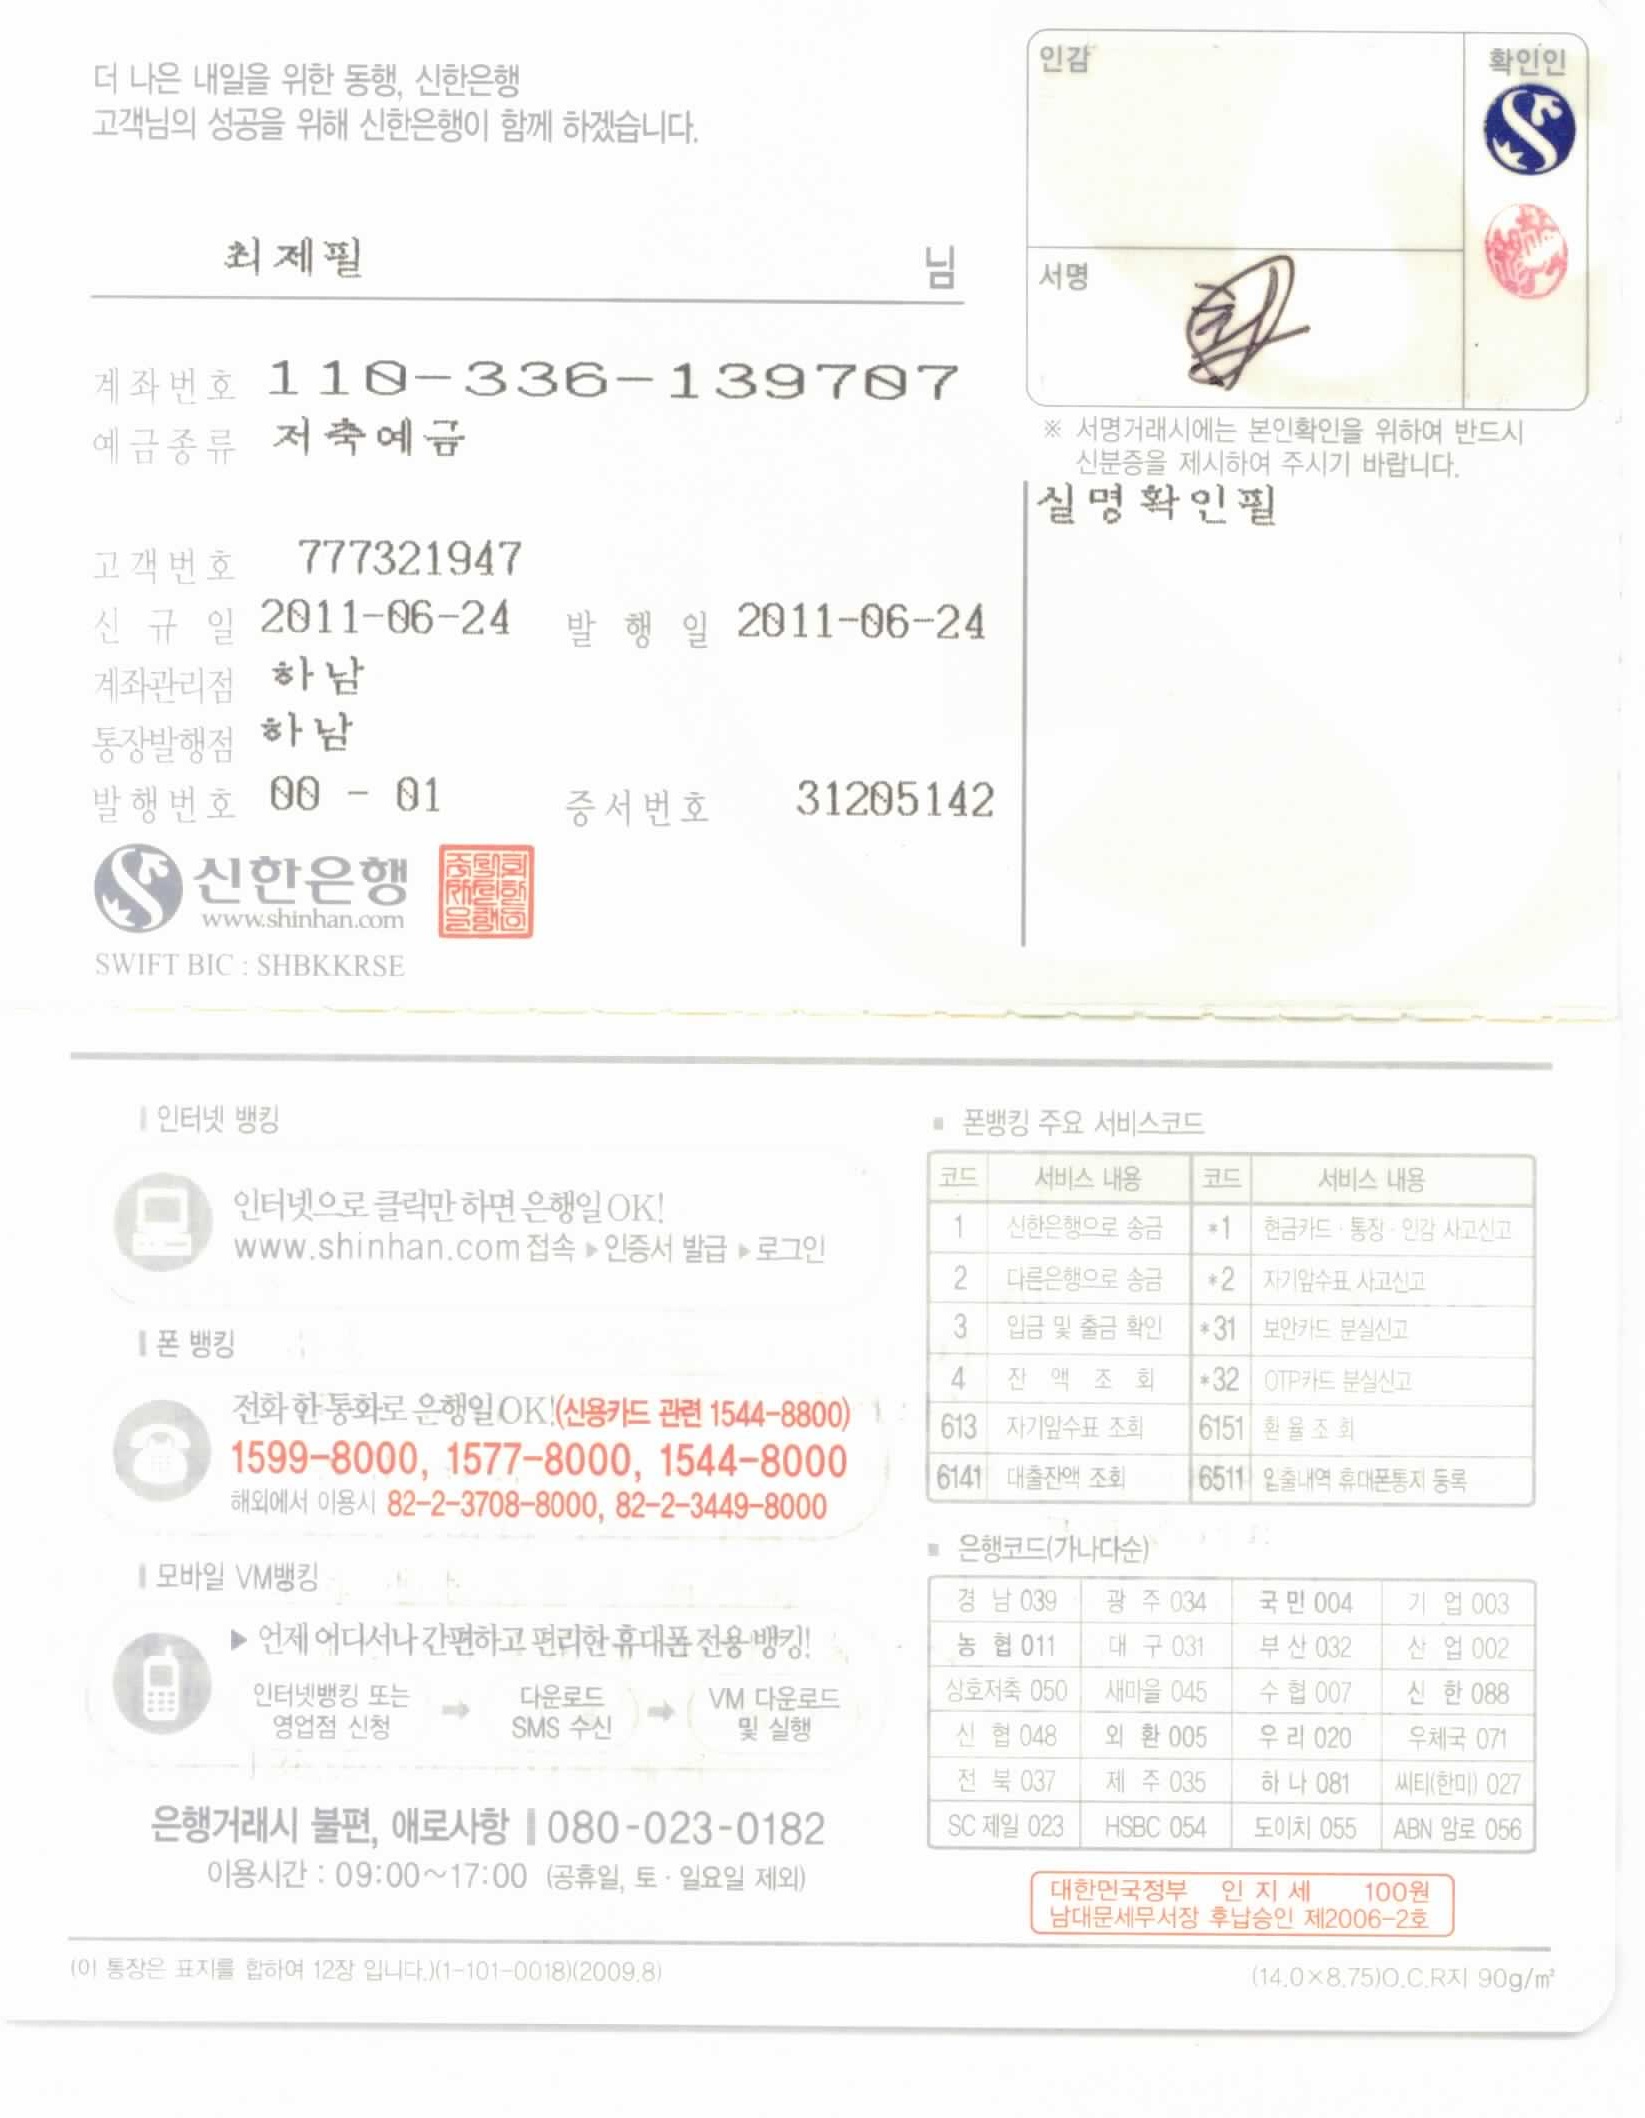 더 나은 내일을 위한 동행, 신한은행
고객님의 성공을 위해 신한은행이 함께 하겠습니다.
인감
확인인
최제필 님
서명
계좌번호 110-336-139707
예금종류 저축예금
※ 서명거래시에는 본인확인을 위하여 반드시
신분증을 제시하여 주시기 바랍니다.
실명확인필
고객번호 777321947
신규일 2011-06-24 발행일 2011-06-24
계좌관리점 하남
통장발행점 하남
발행번호 00 - 01 증서번호 31205142
신한은행
www.shinhan.com
SWIFT BIC : SHBKKRSE
인터넷 뱅킹
인터넷으로 클릭만 하면 은행일 OK!
www.shinhan.com 접속 ▶ 인증서 발급 ▶ 로그인
폰 뱅킹
전화 한 통화로 은행일 OK! (신용카드 관련 1544-8800)
1599-8000, 1577-8000, 1544-8000
해외에서 이용시 82-2-3708-8000, 82-2-3449-8000
모바일 VM뱅킹
▶ 언제 어디서나 간편하고 편리한 휴대폰 전용 뱅킹!
인터넷뱅킹 또는 영업점 신청 → 다운로드 SMS 수신 → VM 다운로드 및 실행
은행거래시 불편, 애로사항 | 080-023-0182
이용시간 : 09:00~17:00 (공휴일, 토·일요일 제외)
■ 폰뱅킹 주요 서비스코드
코드 서비스 내용 코드 서비스 내용
1 신한은행으로 송금 *1 현금카드·통장·인감 사고신고
2 다른은행으로 송금 *2 자기앞수표 사고신고
3 입금 및 출금 확인 *31 보안카드 분실신고
4 잔액조회 *32 OTP카드 분실신고
613 자기앞수표 조회 6151 환율조회
6141 대출잔액 조회 6511 입출내역 휴대폰통지 등록
■ 은행코드(가나다순)
경남 039 광주 034 국민 004 기업 003
농협 011 대구 031 부산 032 산업 002
상호저축 050 새마을 045 수협 007 신한 088
신협 048 외환 005 우리 020 우체국 071
전북 037 제주 035 하나 081 씨티(한미) 027
SC 제일 023 HSBC 054 도이치 055 ABN 암로 056
대한민국정부 인지세 100원
남대문세무서장 후납승인 제2006-2호
(이 통장은 표지를 합하여 12장 입니다.)(1-101-0018)(2009.8)
(14.0×8.75)O.C.R지 90g/㎡